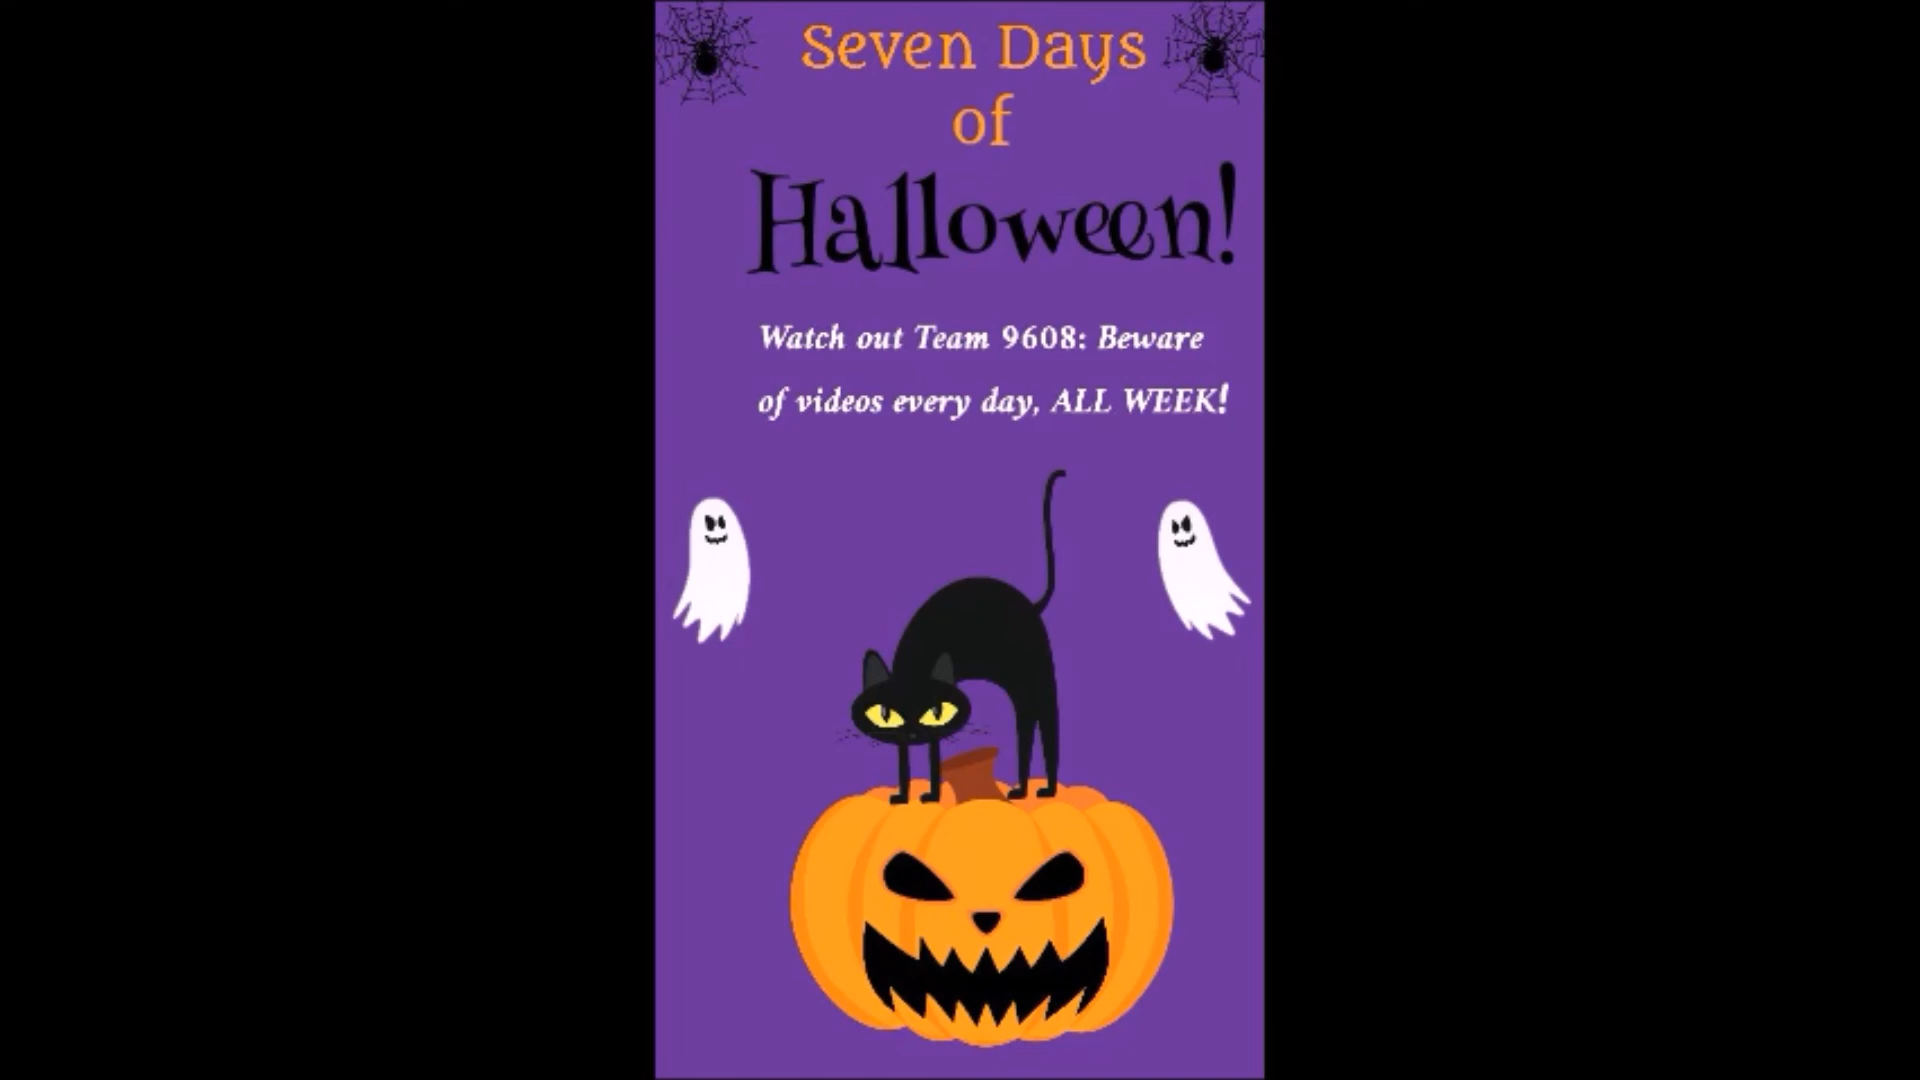 Seven Days
of
Halloween!
Watch out Team 9608: Beware
of videos every day, ALL WEEK!